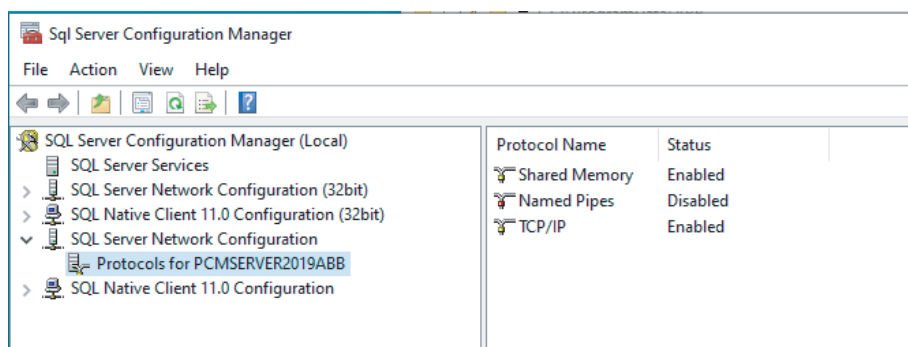 Sql Server Configuration Manager
File Action View Help
SQL Server Configuration Manager (Local)
SQL Server Services
SQL Server Network Configuration (32bit)
SQL Native Client 11.0 Configuration (32bit)
SQL Server Network Configuration
Protocols for PCMSERVER2019ABB
SQL Native Client 11.0 Configuration
Protocol Name Status
Shared Memory Enabled
Named Pipes Disabled
TCP/IP Enabled